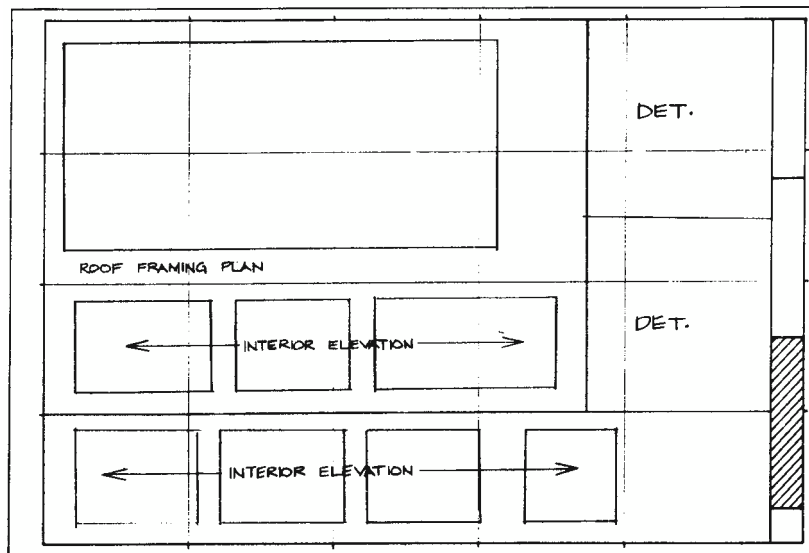 DET.
ROOF FRAMING PLAN
DET.
INTERIOR ELEVATION
INTERIOR ELEVATION